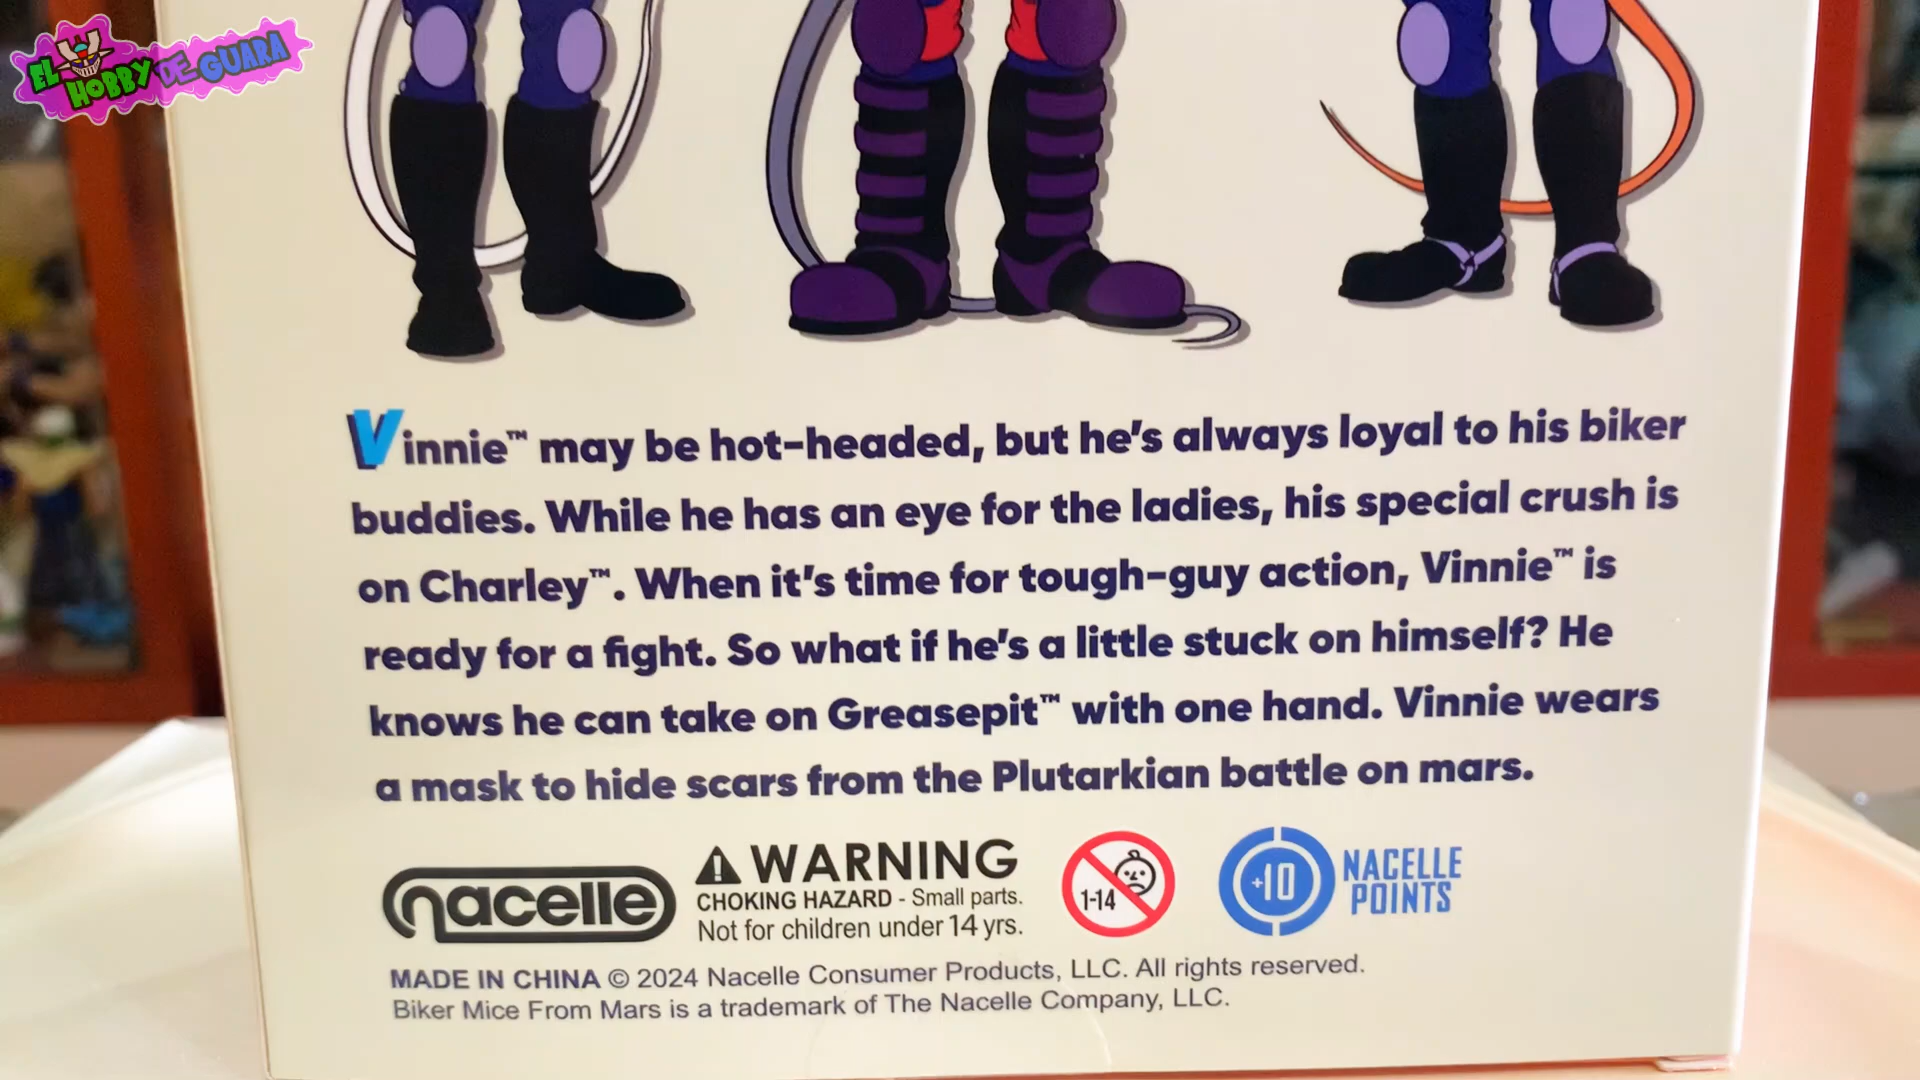 EL HOBBY DE GUARA
Vinnie™ may be hot-headed, but he's always loyal to his biker
buddies. While he has an eye for the ladies, his special crush is
on Charley™. When it's time for tough-guy action, Vinnie™ is
ready for a fight. So what if he's a little stuck on himself? He
knows he can take on Greasepit™ with one hand. Vinnie wears
a mask to hide scars from the Plutarkian battle on mars.
nacelle
WARNING
CHOKING HAZARD - Small parts.
Not for children under 14 yrs.
1-14
+10
NACELLE
POINTS
MADE IN CHINA © 2024 Nacelle Consumer Products, LLC. All rights reserved.
Biker Mice From Mars is a trademark of The Nacelle Company, LLC.